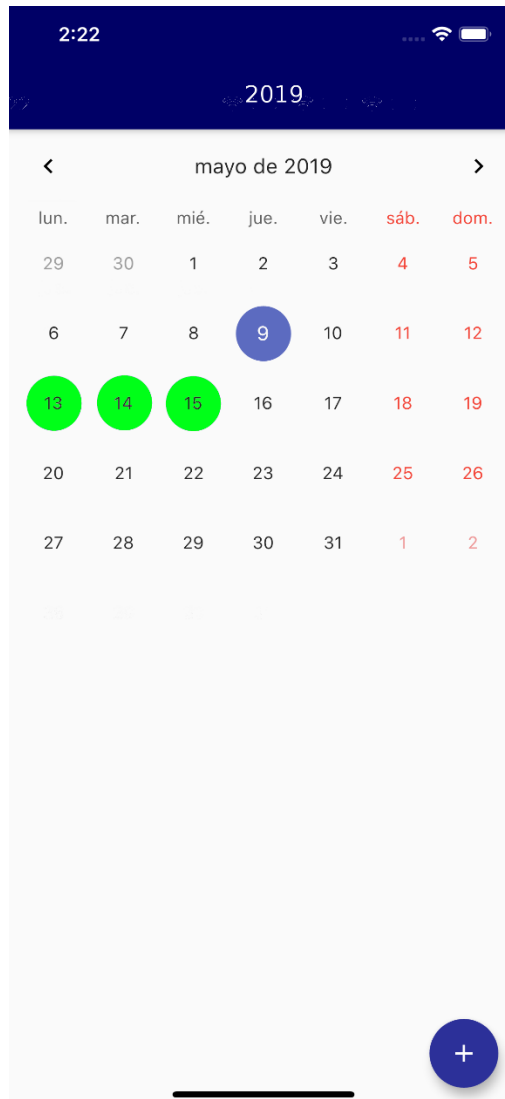 2:22
2019
mayo de 2019
lun. mar. mié. jue. vie. sáb. dom.
29 30 1 2 3 4 5
6 7 8 9 10 11 12
13 14 15 16 17 18 19
20 21 22 23 24 25 26
27 28 29 30 31 1 2